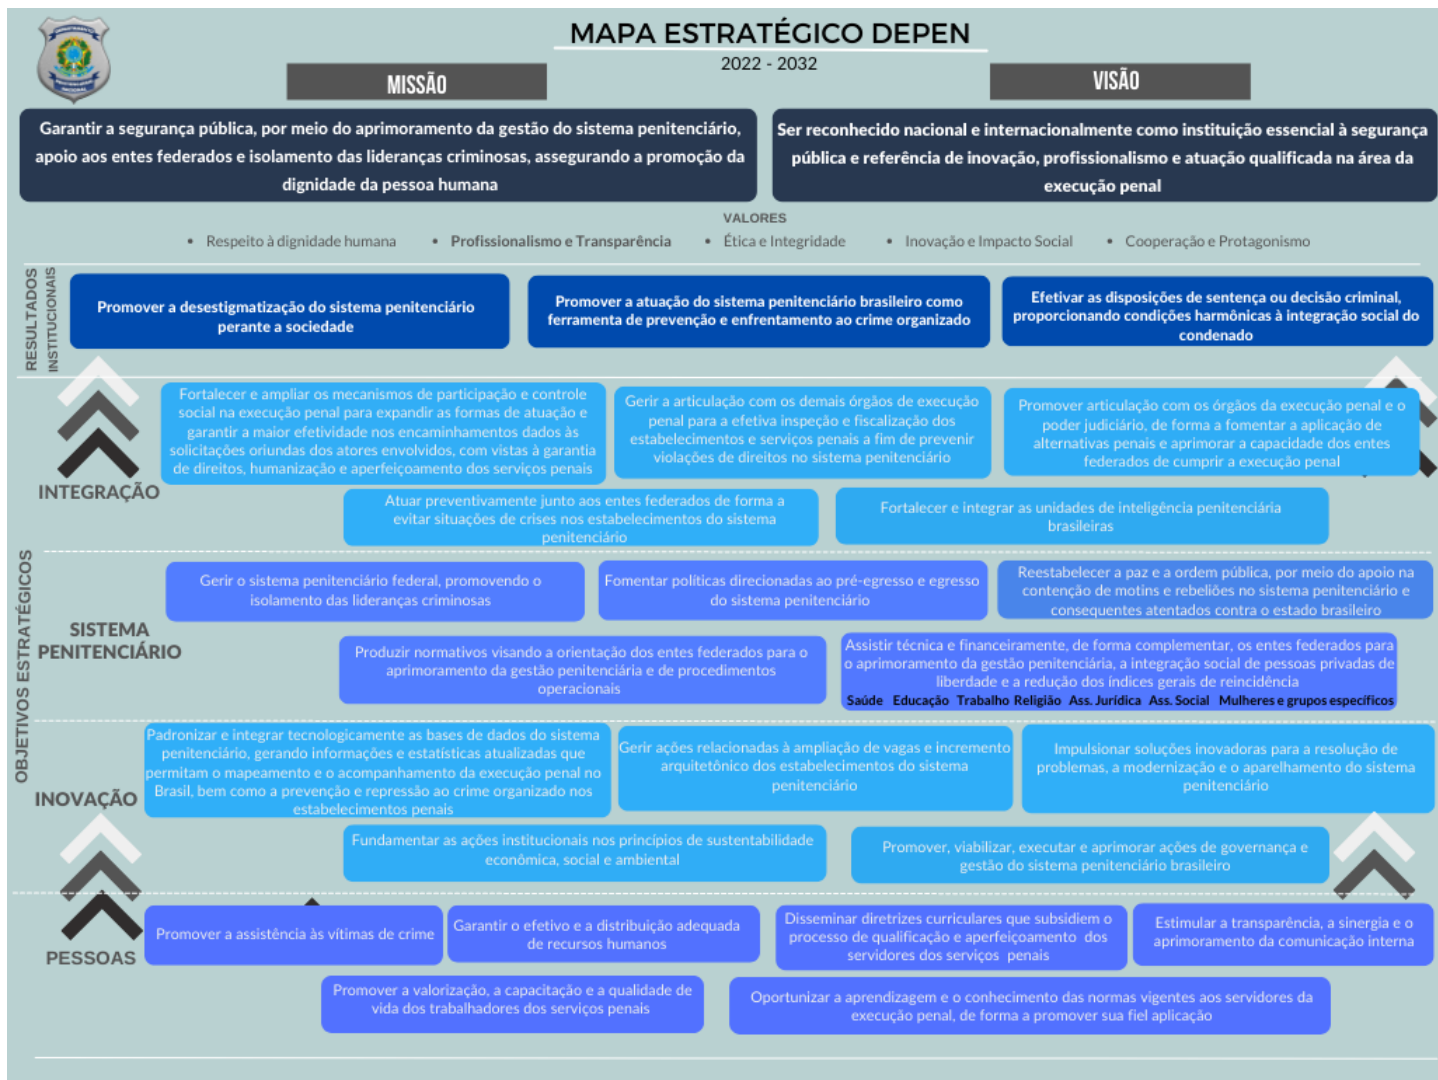 MAPA ESTRATÉGICO DEPEN
2022 - 2032
MISSÃO
VISÃO
Garantir a segurança pública, por meio do aprimoramento da gestão do sistema penitenciário,
apoio aos entes federados e isolamento das lideranças criminosas, assegurando a promoção da
dignidade da pessoa humana
Ser reconhecido nacional e internacionalmente como instituição essencial à segurança
pública e referência de inovação, profissionalismo e atuação qualificada na área da
execução penal
VALORES
• Respeito à dignidade humana • Profissionalismo e Transparência • Ética e Integridade • Inovação e Impacto Social • Cooperação e Protagonismo
RESULTADOS
INSTITUCIONAIS
Promover a desestigmatização do sistema penitenciário
perante a sociedade
Promover a atuação do sistema penitenciário brasileiro como
ferramenta de prevenção e enfrentamento ao crime organizado
Efetivar as disposições de sentença ou decisão criminal,
proporcionando condições harmônicas à integração social do
condenado
OBJETIVOS ESTRATÉGICOS
INTEGRAÇÃO
Fortalecer e ampliar os mecanismos de participação e controle
social na execução penal para expandir as formas de atuação e
garantir a maior efetividade nos encaminhamentos dados às
solicitações oriundas dos atores envolvidos, com vistas à garantia
de direitos, humanização e aperfeiçoamento dos serviços penais
Gerir a articulação com os demais órgãos de execução
penal para a efetiva inspeção e fiscalização dos
estabelecimentos e serviços penais a fim de prevenir
violações de direitos no sistema penitenciário
Promover articulação com os órgãos da execução penal e o
poder judiciário, de forma a fomentar a aplicação de
alternativas penais e aprimorar a capacidade dos entes
federados de cumprir a execução penal
Atuar preventivamente junto aos entes federados de forma a
evitar situações de crises nos estabelecimentos do sistema
penitenciário
Fortalecer e integrar as unidades de inteligência penitenciária
brasileiras
SISTEMA
PENITENCIÁRIO
Gerir o sistema penitenciário federal, promovendo o
isolamento das lideranças criminosas
Fomentar políticas direcionadas ao pré-egresso e egresso
do sistema penitenciário
Reestabelecer a paz e a ordem pública, por meio do apoio na
contenção de motins e rebeliões no sistema penitenciário e
consequentes atentados contra o estado brasileiro
Produzir normativos visando a orientação dos entes federados para o
aprimoramento da gestão penitenciária e de procedimentos
operacionais
Assistir técnica e financeiramente, de forma complementar, os entes federados para
o aprimoramento da gestão penitenciária, a integração social de pessoas privadas de
liberdade e a redução dos índices gerais de reincidência
Saúde Educação Trabalho Religião Ass. Jurídica Ass. Social Mulheres e grupos específicos
INOVAÇÃO
Padronizar e integrar tecnologicamente as bases de dados do sistema
penitenciário, gerando informações e estatísticas atualizadas que
permitam o mapeamento e o acompanhamento da execução penal no
Brasil, bem como a prevenção e repressão ao crime organizado nos
estabelecimentos penais
Gerir ações relacionadas à ampliação de vagas e incremento
arquitetônico dos estabelecimentos do sistema
penitenciário
Impulsionar soluções inovadoras para a resolução de
problemas, a modernização e o aparelhamento do sistema
penitenciário
Fundamentar as ações institucionais nos princípios de sustentabilidade
econômica, social e ambiental
Promover, viabilizar, executar e aprimorar ações de governança e
gestão do sistema penitenciário brasileiro
PESSOAS
Promover a assistência às vítimas de crime
Garantir o efetivo e a distribuição adequada
de recursos humanos
Disseminar diretrizes curriculares que subsidiem o
processo de qualificação e aperfeiçoamento dos
servidores dos serviços penais
Estimular a transparência, a sinergia e o
aprimoramento da comunicação interna
Promover a valorização, a capacitação e a qualidade de
vida dos trabalhadores dos serviços penais
Oportunizar a aprendizagem e o conhecimento das normas vigentes aos servidores da
execução penal, de forma a promover sua fiel aplicação